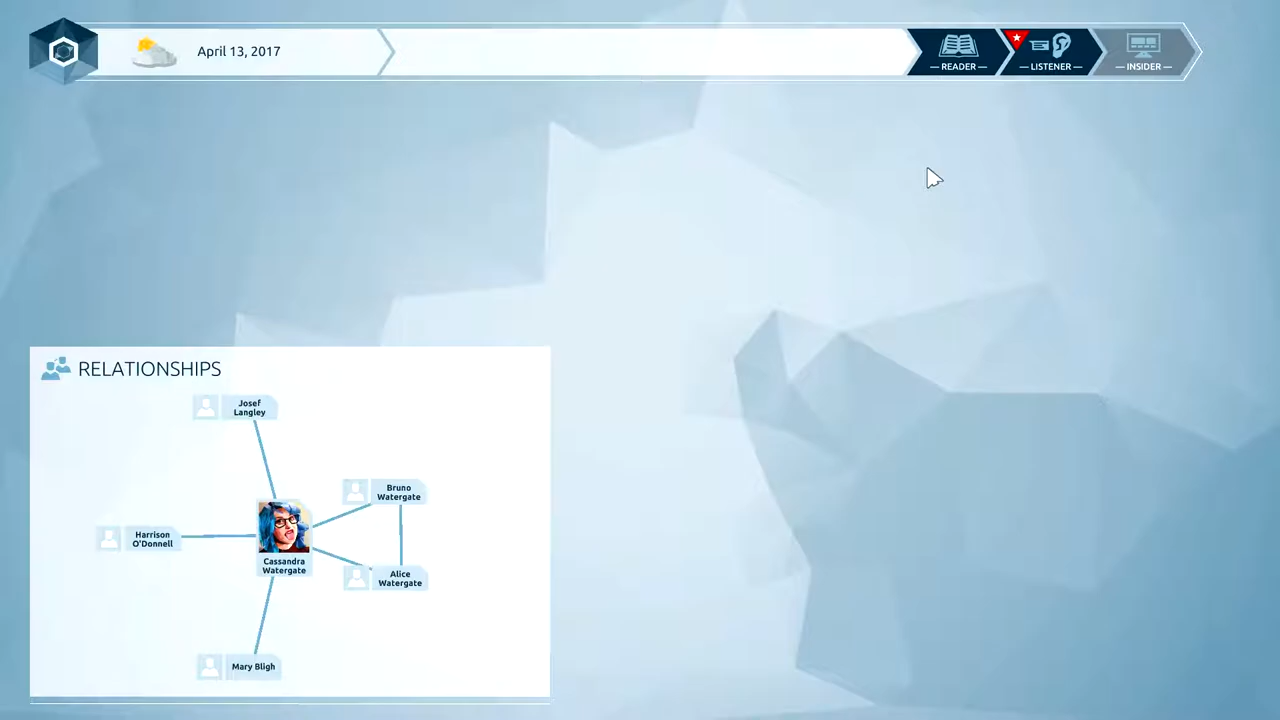 April 13, 2017
— READER —
— LISTENER —
— INSIDER —
RELATIONSHIPS
Josef
Langley
Bruno
Watergate
Harrison
O'Donnell
Cassandra
Watergate
Alice
Watergate
Mary Bligh